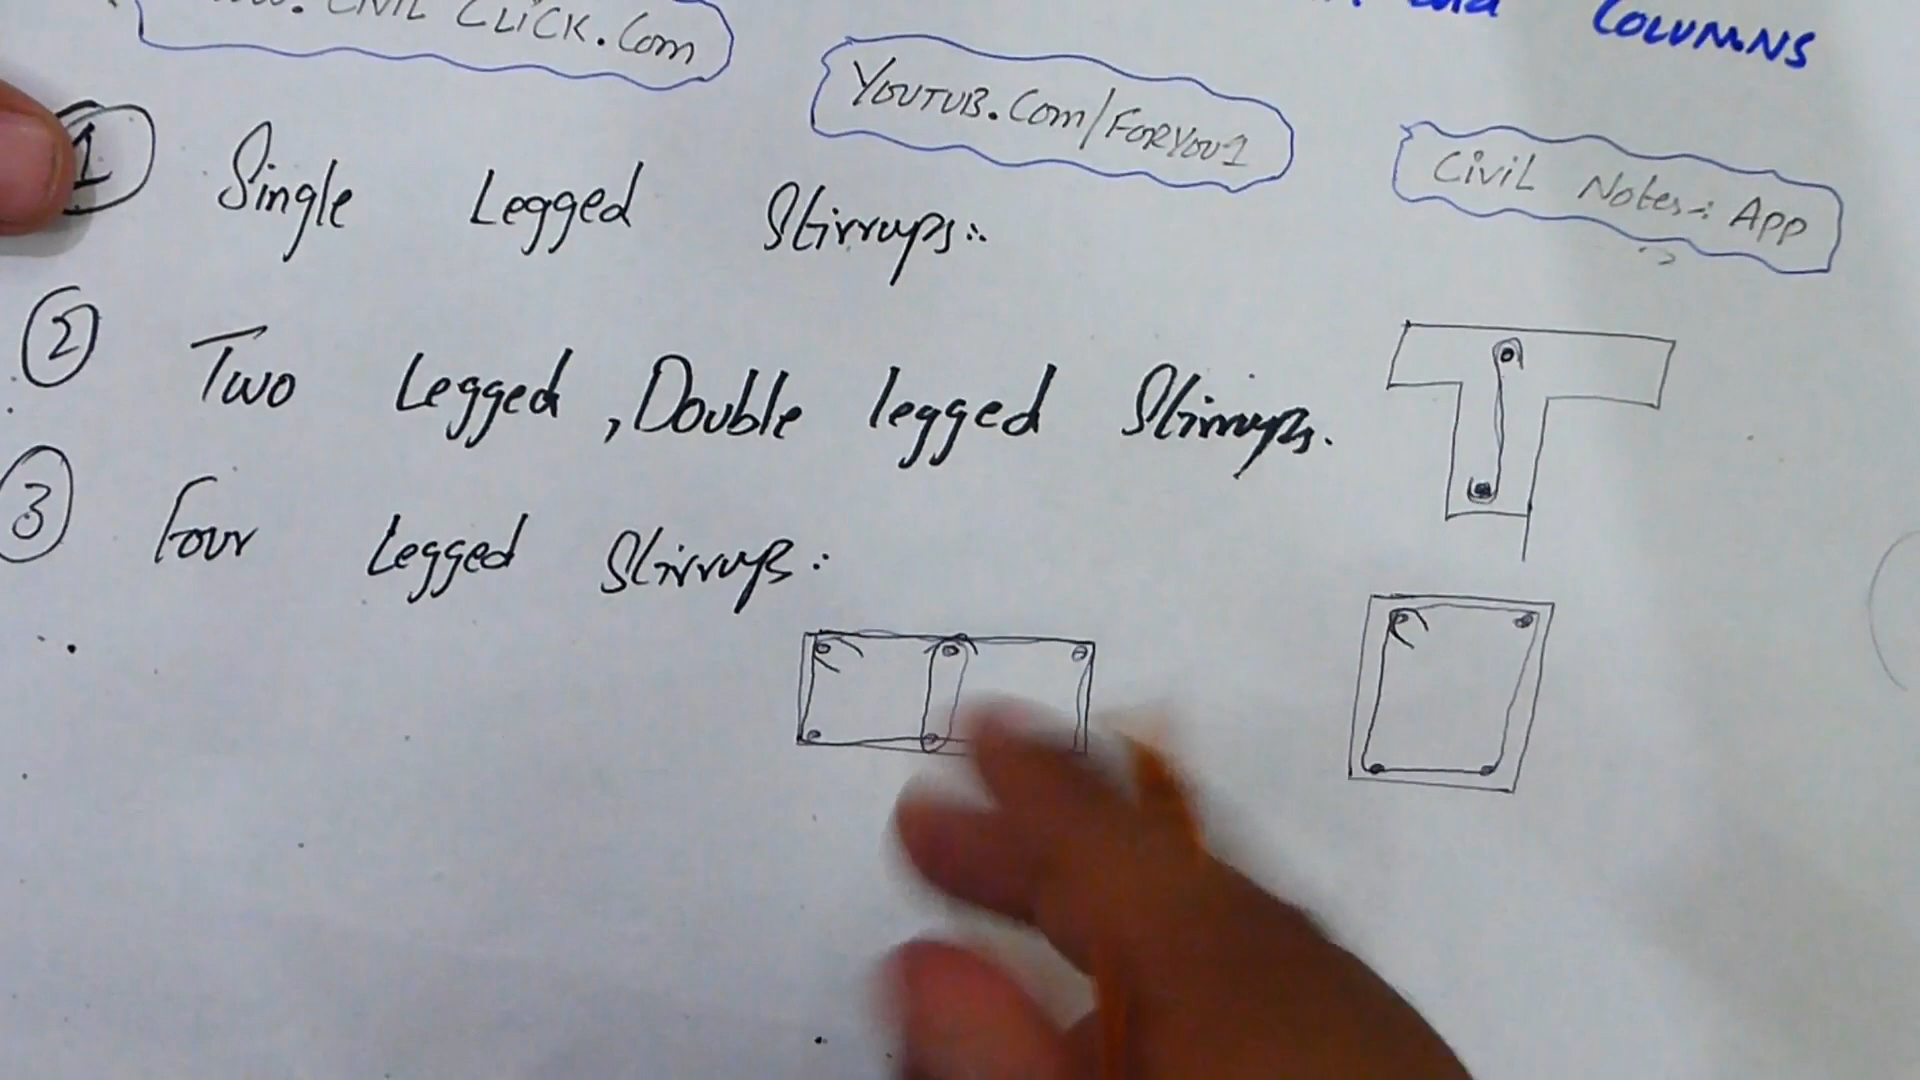 CIVIL CLICK.Com
COLUMNS
YOUTUB.Com/FORYOU1
Civil Notes-: App
1 Single Legged Stirrups:-
2 Two Legged, Double legged Stirrups.
3 Four Legged Stirrups: